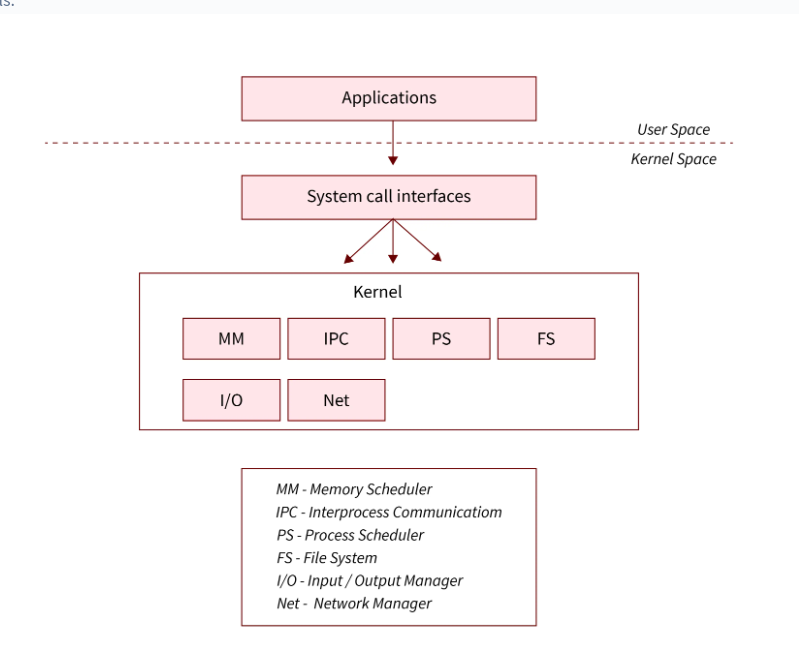 ls.
Applications
User Space
Kernel Space
System call interfaces
Kernel
MM IPC PS FS
I/O Net
MM - Memory Scheduler
IPC - Interprocess Communicatiom
PS - Process Scheduler
FS - File System
I/O - Input / Output Manager
Net - Network Manager